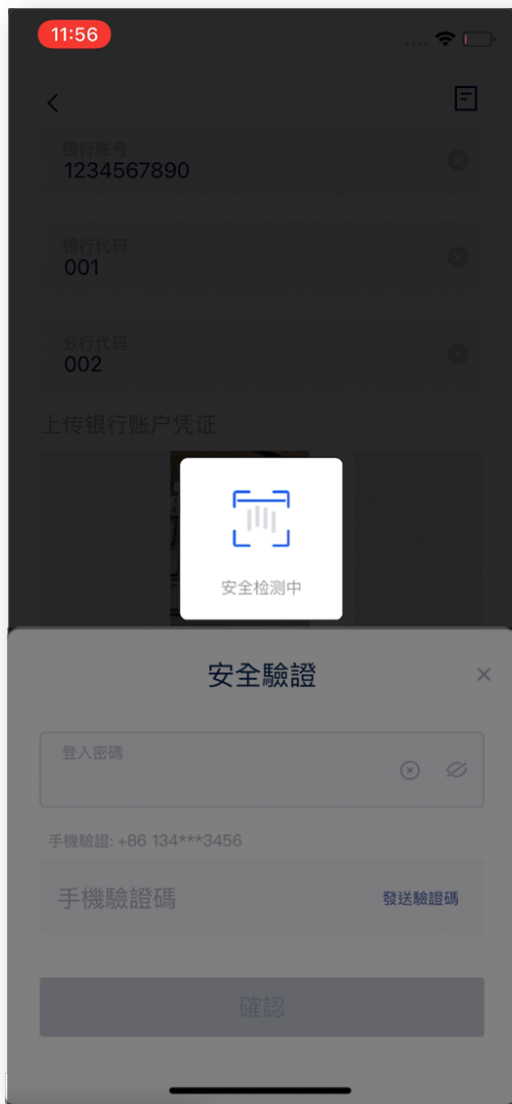 11:56
银行账号
1234567890
银行代码
001
分行代码
002
上传银行账户凭证
安全检测中
安全驗證
登入密碼
手機驗證: +86 134***3456
手機驗證碼
發送驗證碼
確認